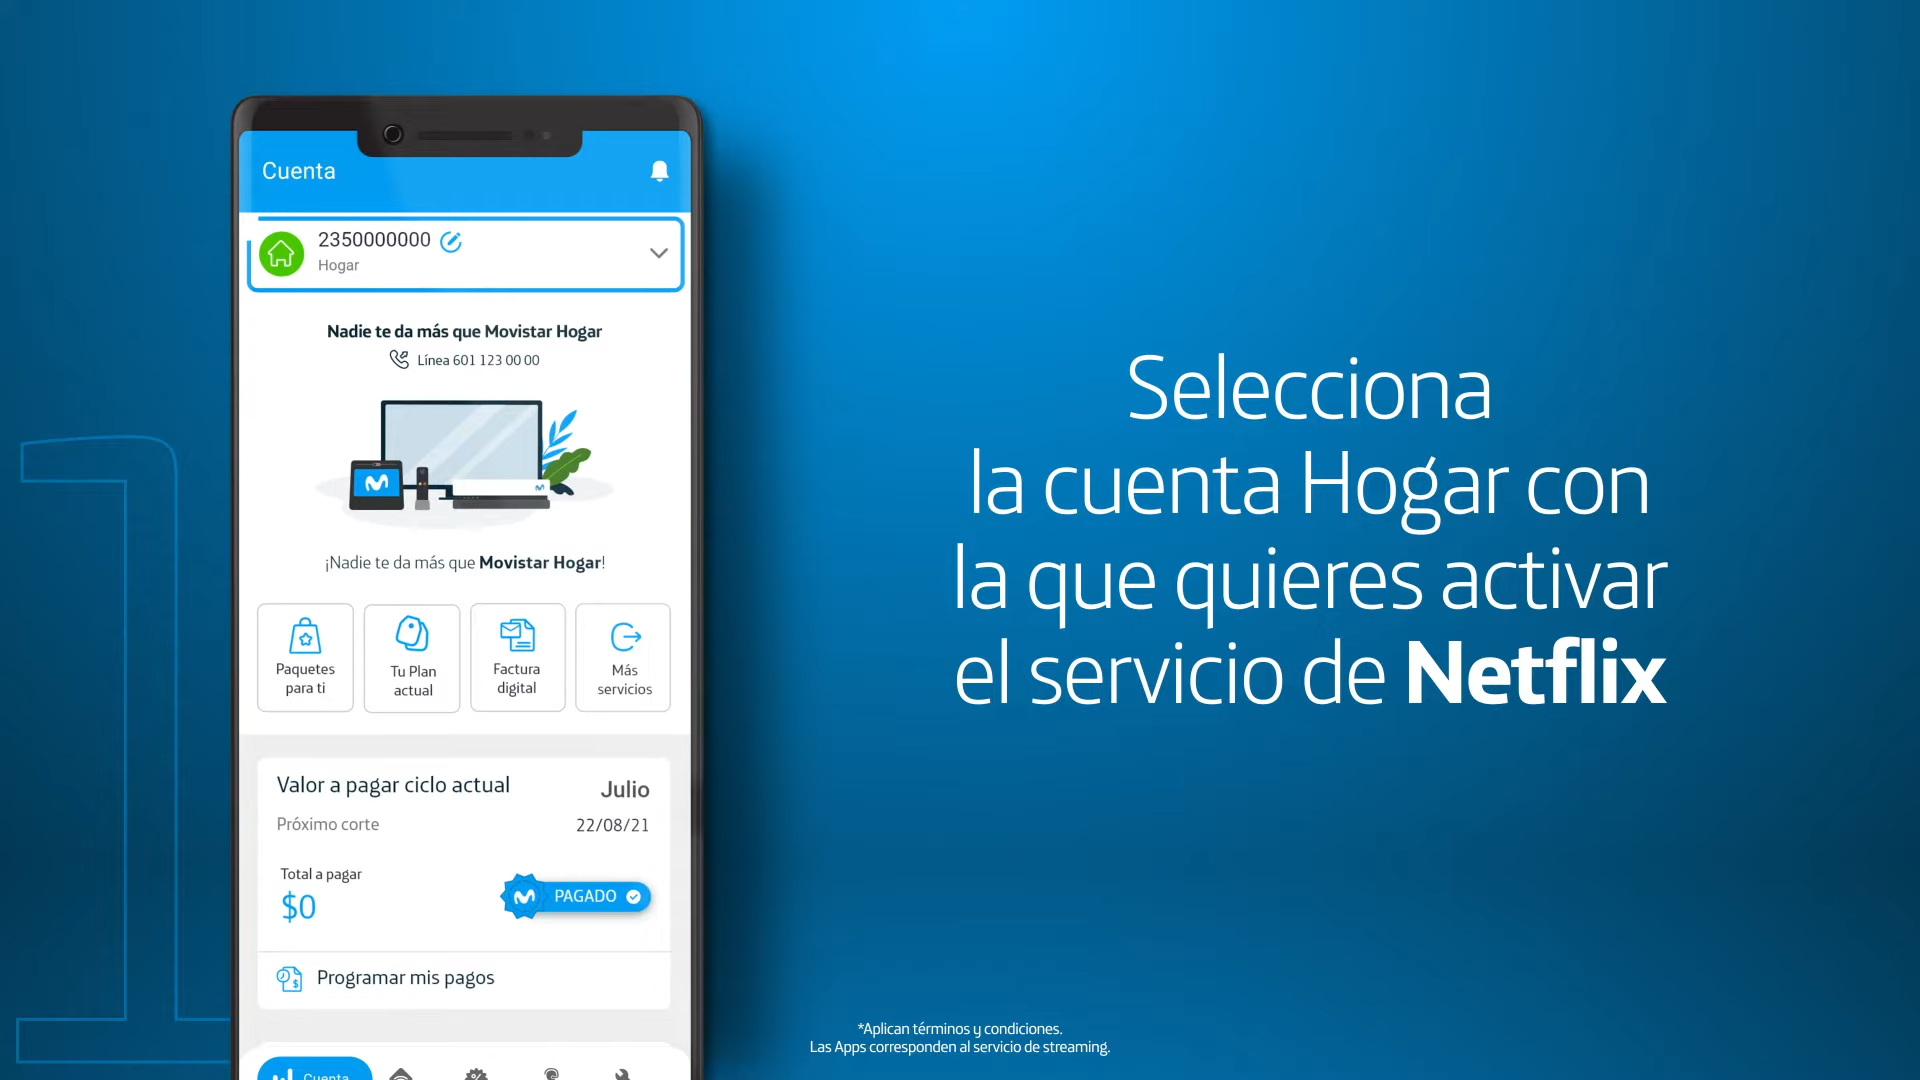 Cuenta
2350000000
Hogar
Nadie te da más que Movistar Hogar
Línea 601 123 00 00
¡Nadie te da más que Movistar Hogar!
Paquetes
para ti
Tu Plan
actual
Factura
digital
Más
servicios
Valor a pagar ciclo actual
Julio
Próximo corte
22/08/21
Total a pagar
$0
PAGADO
Programar mis pagos
Cuenta
1
Selecciona
la cuenta Hogar con
la que quieres activar
el servicio de Netflix
*Aplican términos y condiciones.
Las Apps corresponden al servicio de streaming.